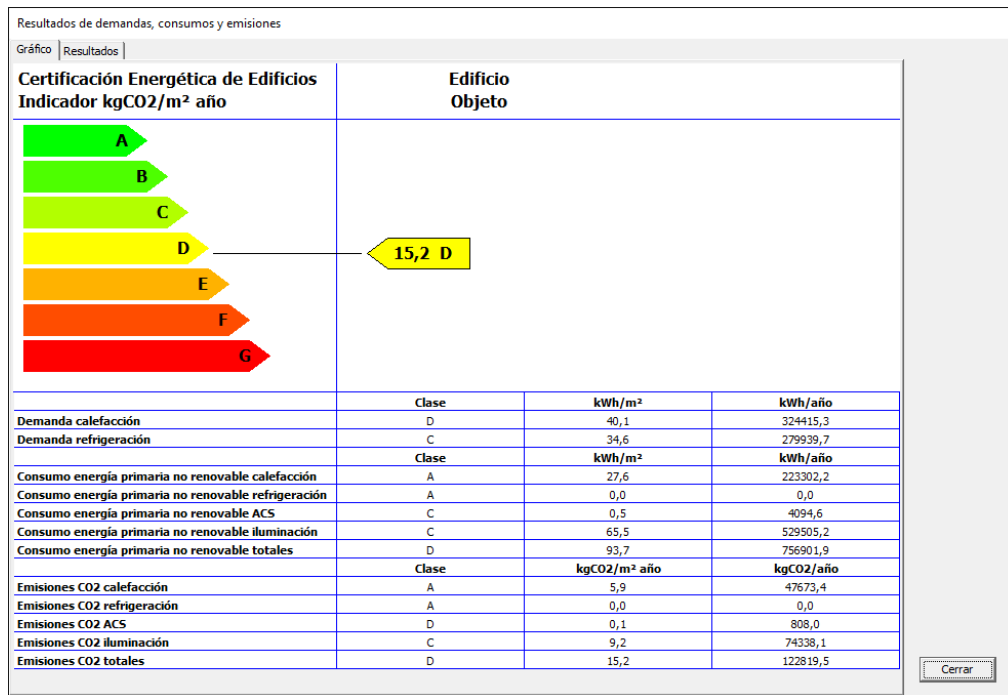 Resultados de demandas, consumos y emisiones
Gráfico Resultados
Certificación Energética de Edificios
Indicador kgCO2/m² año
Edificio
Objeto
A
B
C
D
15,2 D
E
F
G
Clase kWh/m² kWh/año
Demanda calefacción D 40,1 324415,3
Demanda refrigeración C 34,6 279939,7
Clase kWh/m² kWh/año
Consumo energía primaria no renovable calefacción A 27,6 223302,2
Consumo energía primaria no renovable refrigeración A 0,0 0,0
Consumo energía primaria no renovable ACS C 0,5 4094,6
Consumo energía primaria no renovable iluminación C 65,5 529505,2
Consumo energía primaria no renovable totales D 93,7 756901,9
Clase kgCO2/m² año kgCO2/año
Emisiones CO2 calefacción A 5,9 47673,4
Emisiones CO2 refrigeración A 0,0 0,0
Emisiones CO2 ACS D 0,1 808,0
Emisiones CO2 iluminación C 9,2 74338,1
Emisiones CO2 totales D 15,2 122819,5
Cerrar